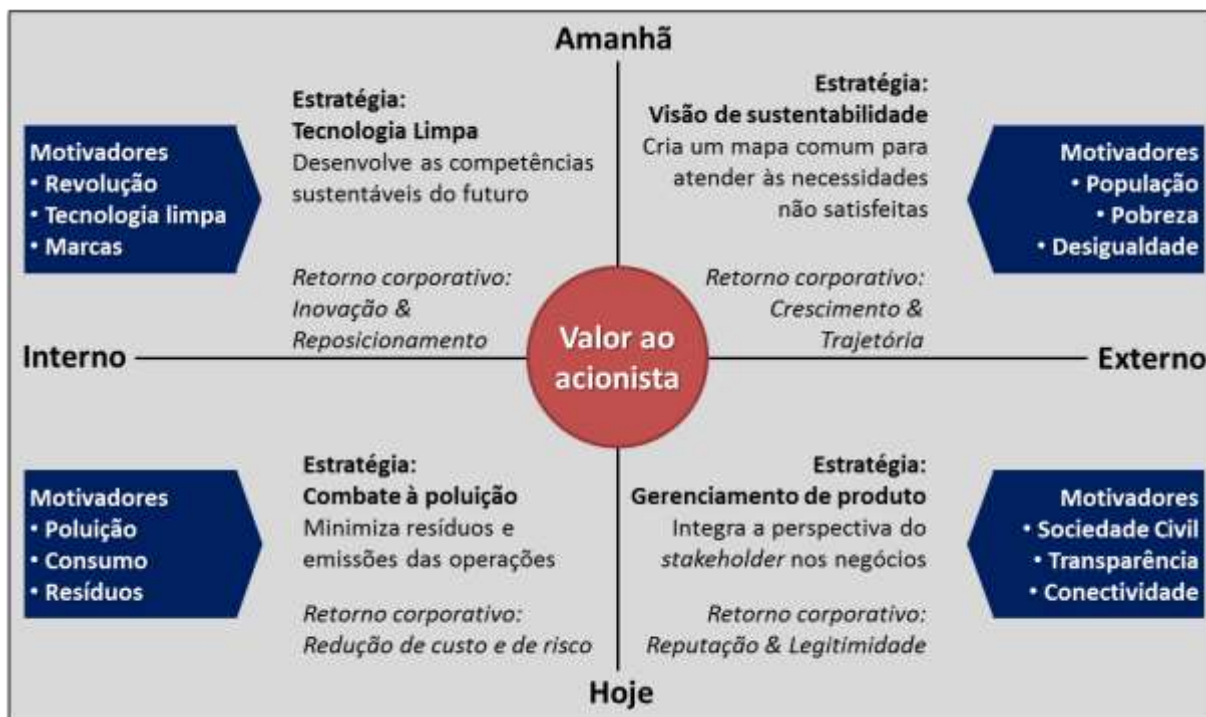 Amanhã
Estratégia:
Tecnologia Limpa
Desenvolve as competências
sustentáveis do futuro
Retorno corporativo:
Inovação &
Reposicionamento
Motivadores
• Revolução
• Tecnologia limpa
• Marcas
Estratégia:
Visão de sustentabilidade
Cria um mapa comum para
atender às necessidades
não satisfeitas
Retorno corporativo:
Crescimento &
Trajetória
Motivadores
• População
• Pobreza
• Desigualdade
Interno
Valor ao
acionista
Externo
Motivadores
• Poluição
• Consumo
• Resíduos
Estratégia:
Combate à poluição
Minimiza resíduos e
emissões das operações
Retorno corporativo:
Redução de custo e de risco
Estratégia:
Gerenciamento de produto
Integra a perspectiva do
stakeholder nos negócios
Retorno corporativo:
Reputação & Legitimidade
Motivadores
• Sociedade Civil
• Transparência
• Conectividade
Hoje